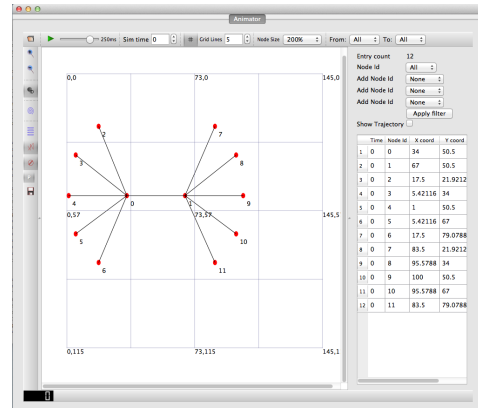 Animator
250ms Sim time 0 # Grid Lines 5 Node Size 200% From: All To: All
Entry count 12
Node Id All
Add Node Id None
Add Node Id None
Add Node Id None
Apply filter
Show Trajectory
0,0 73,0 145,0
2 7
3 8
4 0 1 9
0,57 73,57 145,5
5 10
6 11
0,115 73,115 145,1
Time Node Id X coord Y coord
1 0 0 34 50.5
2 0 1 67 50.5
3 0 2 17.5 21.9212
4 0 3 5.42116 34
5 0 4 1 50.5
6 0 5 5.42116 67
7 0 6 17.5 79.0788
8 0 7 83.5 21.9212
9 0 8 95.5788 34
10 0 9 100 50.5
11 0 10 95.5788 67
12 0 11 83.5 79.0788
0